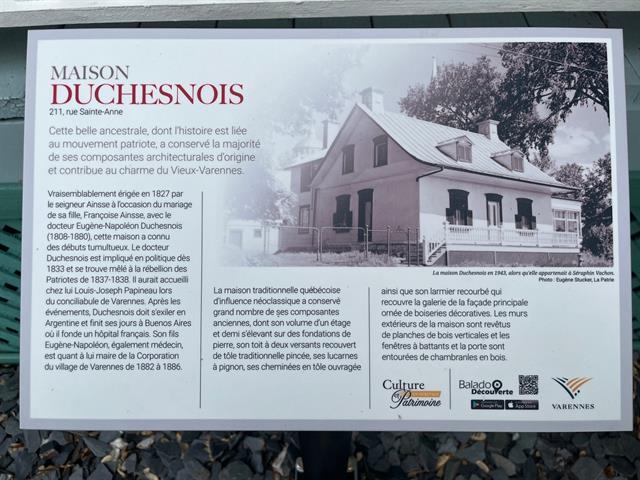 MAISON
DUCHESNOIS
211, rue Sainte-Anne
Cette belle ancestrale, dont l'histoire est liée
au mouvement patriote, a conservé la majorité
de ses composantes architecturales d'origine
et contribue au charme du Vieux-Varennes.
Vraisemblablement érigée en 1827 par
le seigneur Ainsse à l'occasion du mariage
de sa fille, Françoise Ainsse, avec le
docteur Eugène-Napoléon Duchesnois
(1808-1880), cette maison a connu
des débuts tumultueux. Le docteur
Duchesnois est impliqué en politique dès
1833 et se trouve mêlé à la rébellion des
Patriotes de 1837-1838. Il aurait accueilli
chez lui Louis-Joseph Papineau lors
du conciliabule de Varennes. Après les
événements, Duchesnois doit s'exiler en
Argentine et finit ses jours à Buenos Aires
où il fonde un hôpital français. Son fils
Eugène-Napoléon, également médecin,
est quant à lui maire de la Corporation
du village de Varennes de 1882 à 1886.
La maison Duchesnois en 1943, alors qu'elle appartenait à Séraphin Vachon.
Photo : Eugène Stucker, La Patrie
La maison traditionnelle québécoise
d'influence néoclassique a conservé
grand nombre de ses composantes
anciennes, dont son volume d'un étage
et demi s'élevant sur des fondations de
pierre, son toit à deux versants recouvert
de tôle traditionnelle pincée, ses lucarnes
à pignon, ses cheminées en tôle ouvragée
ainsi que son larmier recourbé qui
recouvre la galerie de la façade principale
ornée de boiseries décoratives. Les murs
extérieurs de la maison sont revêtus
de planches de bois verticales et les
fenêtres à battants et la porte sont
entourées de chambranles en bois.
Culture
Patrimoine
Balado
Découverte
Google Play
App Store
VARENNES